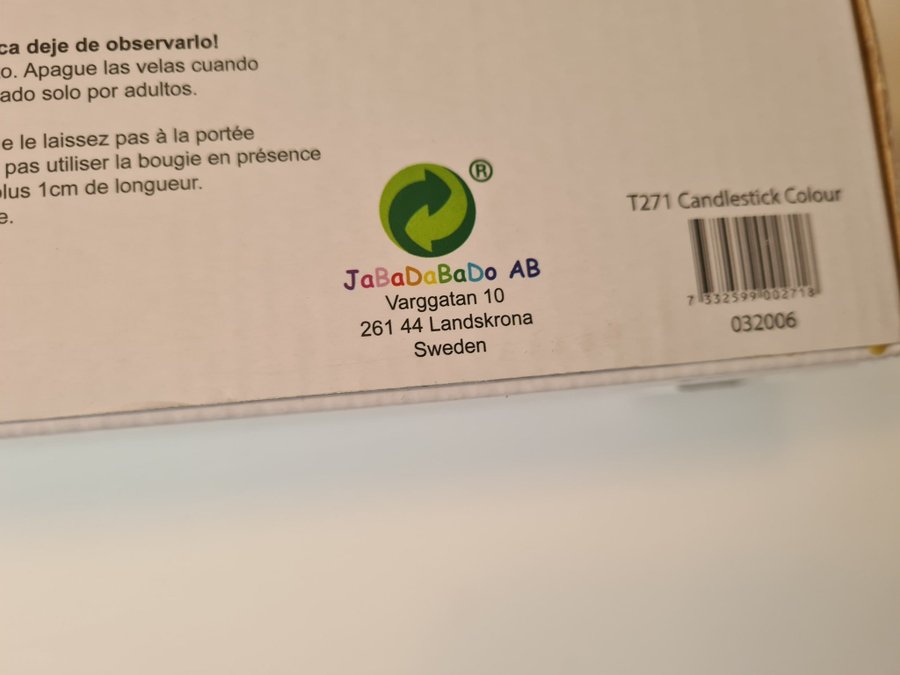 ca deje de observarlo!
o. Apague las velas cuando
ado solo por adultos.
e le laissez pas à la portée
pas utiliser la bougie en présence
plus 1cm de longueur.
e.
®
JaBaDaBaDo AB
Varggatan 10
261 44 Landskrona
Sweden
T271 Candlestick Colour
7 332599 002718
032006